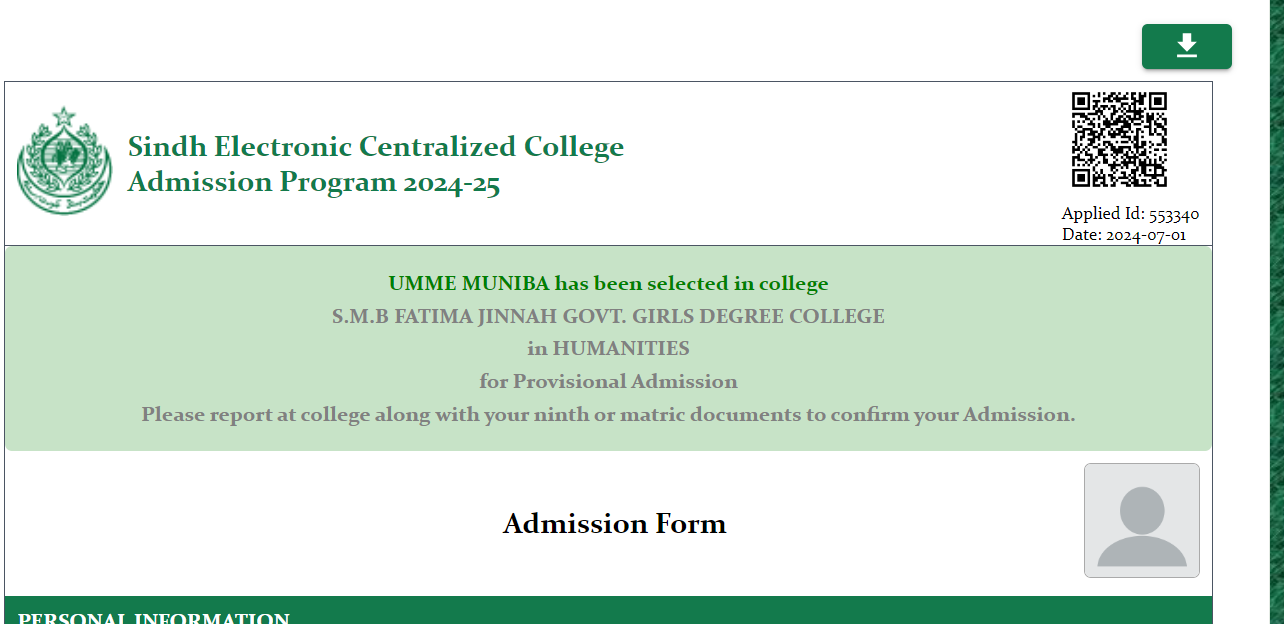 Sindh Electronic Centralized College
Admission Program 2024-25
Applied Id: 553340
Date: 2024-07-01
UMME MUNIBA has been selected in college
S.M.B FATIMA JINNAH GOVT. GIRLS DEGREE COLLEGE
in HUMANITIES
for Provisional Admission
Please report at college along with your ninth or matric documents to confirm your Admission.
Admission Form
PERSONAL INFORMATION